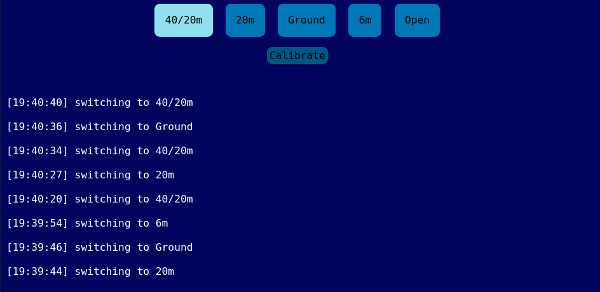 40/20m 20m Ground 6m Open
Calibrate
[19:40:40] switching to 40/20m
[19:40:36] switching to Ground
[19:40:34] switching to 40/20m
[19:40:27] switching to 20m
[19:40:20] switching to 40/20m
[19:39:54] switching to 6m
[19:39:46] switching to Ground
[19:39:44] switching to 20m